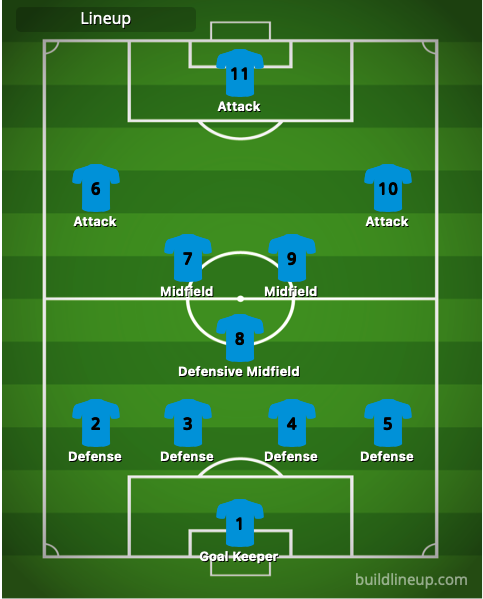 Lineup
11
Attack
6
10
Attack
Attack
7
9
Midfield
Midfield
8
Defensive Midfield
2
3
4
5
Defense
Defense
Defense
Defense
1
Goal Keeper
buildlineup.com